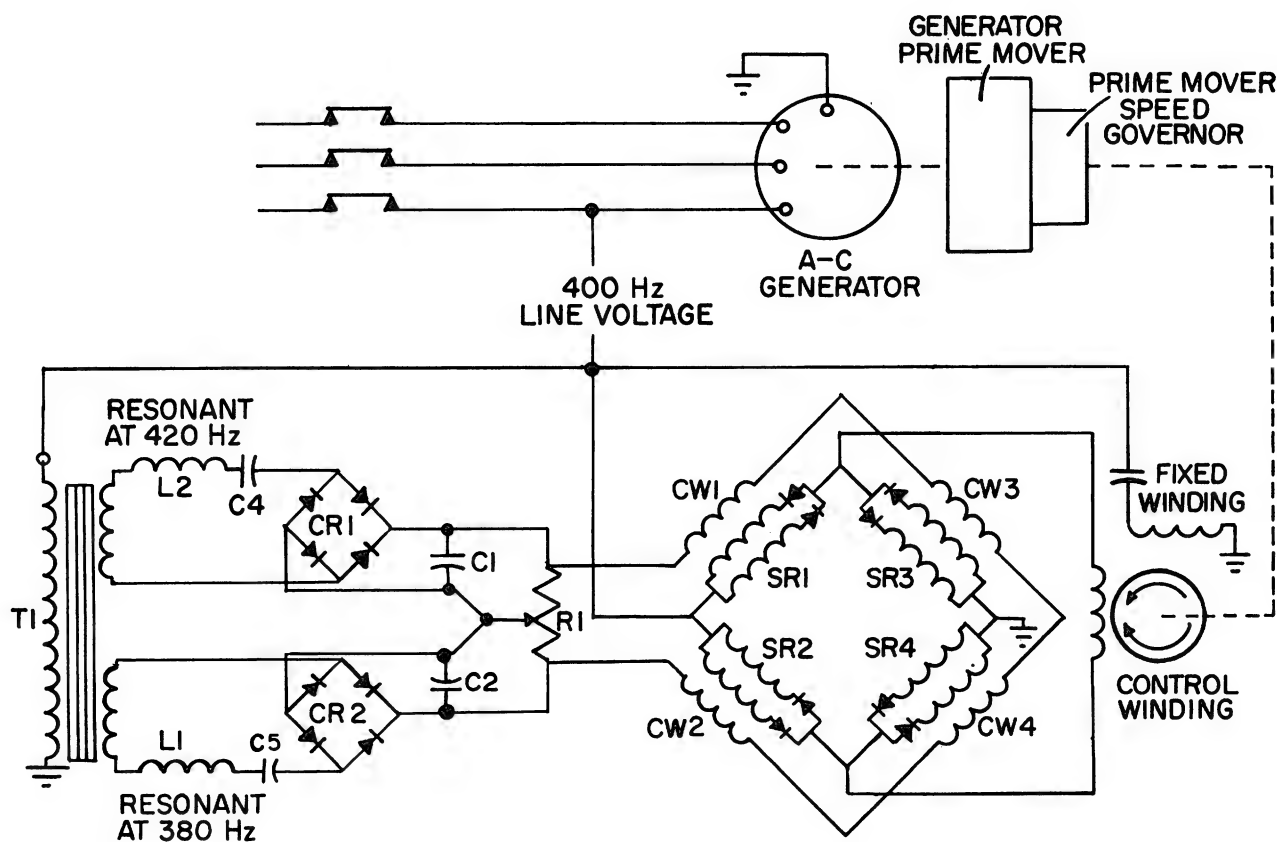 GENERATOR
PRIME MOVER
PRIME MOVER
SPEED
GOVERNOR
A-C
GENERATOR
400 Hz
LINE VOLTAGE
RESONANT
AT 420 Hz
L2
C4
CR1
C1
T1
R1
C2
CR2
L1
C5
RESONANT
AT 380 Hz
CW1
CW3
SR1
SR3
SR2
SR4
CW2
CW4
FIXED
WINDING
CONTROL
WINDING